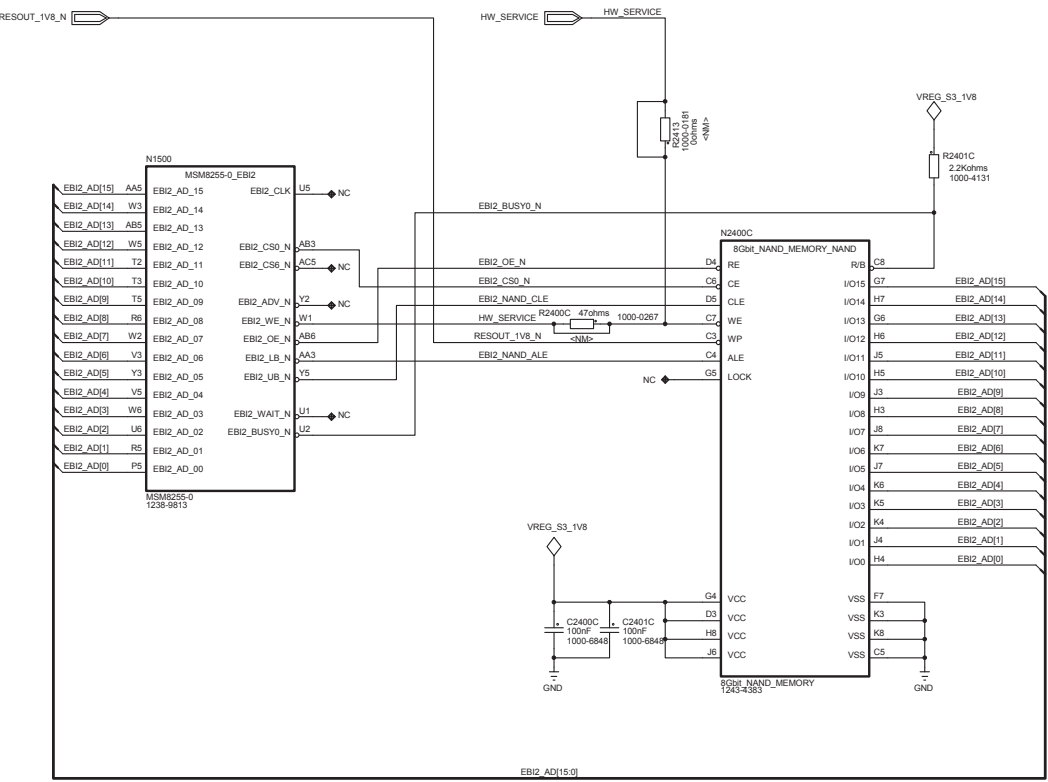 RESOUT_1V8_N
HW_SERVICE
HW_SERVICE
VREG_S3_1V8
R2413
1000-0181
0ohms
<NM>
R2401C
2.2Kohms
1000-4131
N1500
MSM8255-0_EBI2
EBI2_AD[15] AA5 EBI2_AD_15 EBI2_CLK U5 NC
EBI2_AD[14] W3 EBI2_AD_14
EBI2_AD[13] AB5 EBI2_AD_13
EBI2_AD[12] W5 EBI2_AD_12 EBI2_CS0_N AB3
EBI2_AD[11] T2 EBI2_AD_11 EBI2_CS6_N AC5 NC
EBI2_AD[10] T3 EBI2_AD_10
EBI2_AD[9] T5 EBI2_AD_09 EBI2_ADV_N Y2 NC
EBI2_AD[8] R6 EBI2_AD_08 EBI2_WE_N W1
EBI2_AD[7] W2 EBI2_AD_07 EBI2_OE_N AB6
EBI2_AD[6] V3 EBI2_AD_06 EBI2_LB_N AA3
EBI2_AD[5] Y3 EBI2_AD_05 EBI2_UB_N Y5
EBI2_AD[4] V5 EBI2_AD_04
EBI2_AD[3] W6 EBI2_AD_03 EBI2_WAIT_N U1 NC
EBI2_AD[2] U6 EBI2_AD_02 EBI2_BUSY0_N U2
EBI2_AD[1] R5 EBI2_AD_01
EBI2_AD[0] P5 EBI2_AD_00
MSM8255-0
1238-9813
EBI2_BUSY0_N
EBI2_OE_N
EBI2_CS0_N
EBI2_NAND_CLE
HW_SERVICE R2400C 47ohms 1000-0267
<NM>
RESOUT_1V8_N
EBI2_NAND_ALE
NC
N2400C
8Gbit_NAND_MEMORY_NAND
D4 RE R/B C8
C6 CE I/O15 G7 EBI2_AD[15]
D5 CLE I/O14 H7 EBI2_AD[14]
C7 WE I/O13 G6 EBI2_AD[13]
C3 WP I/O12 H6 EBI2_AD[12]
C4 ALE I/O11 J5 EBI2_AD[11]
G5 LOCK I/O10 H5 EBI2_AD[10]
I/O9 J3 EBI2_AD[9]
I/O8 H3 EBI2_AD[8]
I/O7 J8 EBI2_AD[7]
I/O6 K7 EBI2_AD[6]
I/O5 J7 EBI2_AD[5]
I/O4 K6 EBI2_AD[4]
I/O3 K5 EBI2_AD[3]
I/O2 K4 EBI2_AD[2]
I/O1 J4 EBI2_AD[1]
I/O0 H4 EBI2_AD[0]
G4 VCC VSS F7
D3 VCC VSS K3
H8 VCC VSS K8
J6 VCC VSS C5
8Gbit_NAND_MEMORY
1243-4383
VREG_S3_1V8
C2400C
100nF
1000-6848
C2401C
100nF
1000-6848
GND
GND
EBI2_AD[15:0]